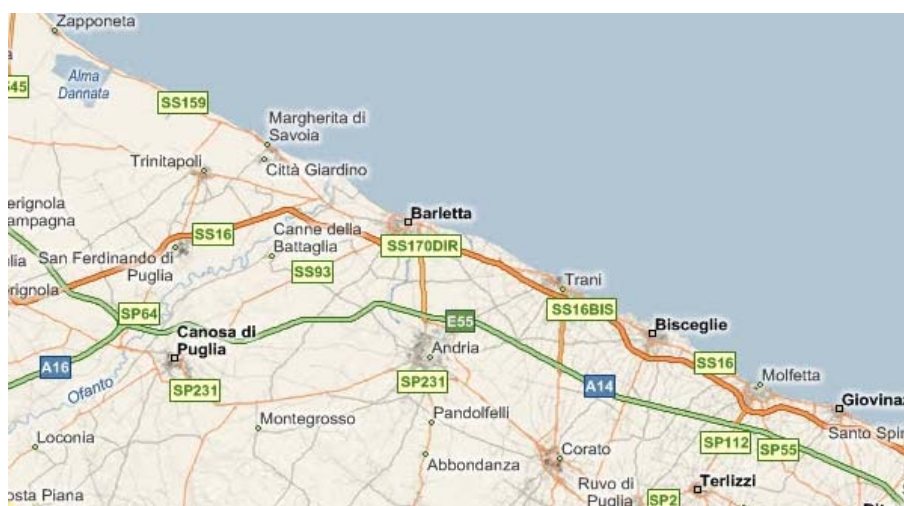 Zapponeta
Alma
Dannata
SS159
Margherita di
Savoia
Trinitapoli
Città Giardino
Barletta
SS16
Canne della
Battaglia
SS170DIR
San Ferdinando di
Puglia
SS93
Trani
SS16BIS
SP64
E55
Bisceglie
Canosa di
Puglia
Andria
SS16
A16
Ofanto
SP231
SP231
A14
Molfetta
Montegrosso
Pandolfelli
SP112
SP55
Loconia
Abbondanza
Corato
Ruvo di
Puglia
SP2
Terlizzi